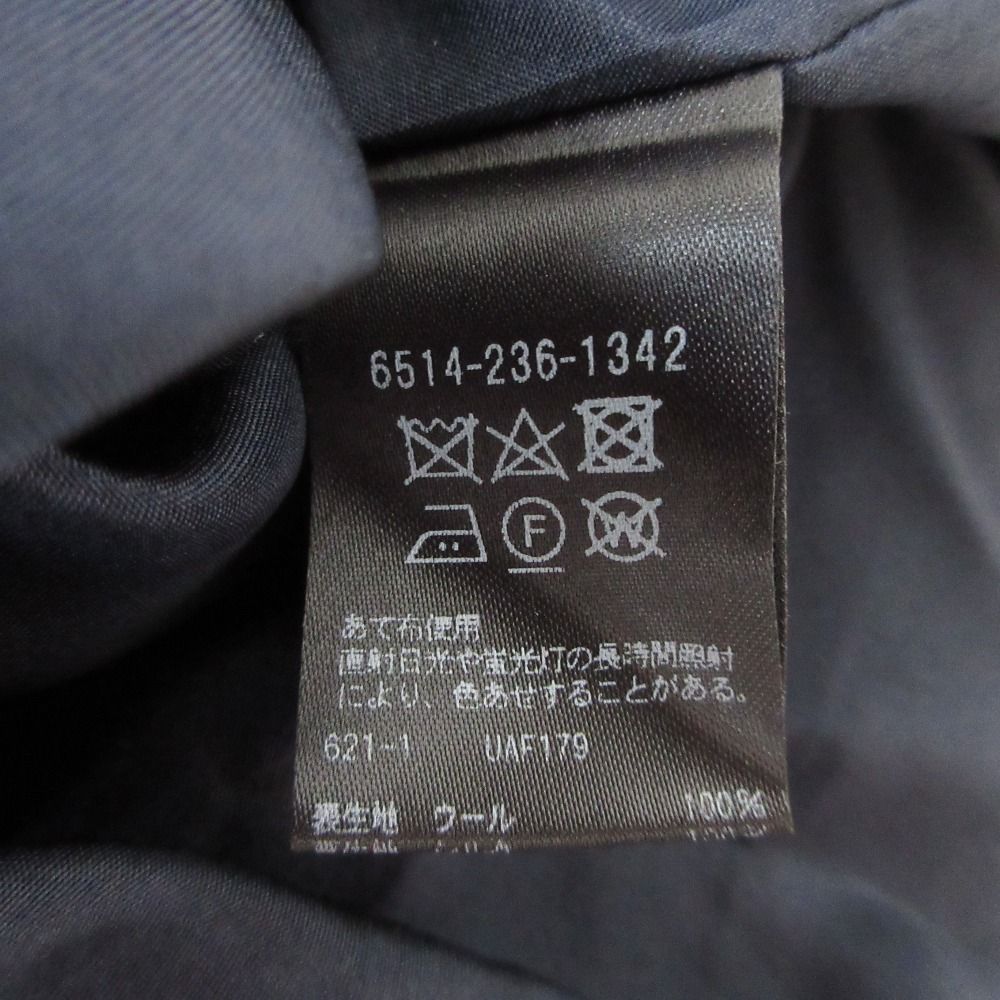 6514-236-1342
F
W
あて布使用
直射日光や蛍光灯の長時間照射
により、色あせすることがある。
621-1 UAF179
表生地 ウール 100%